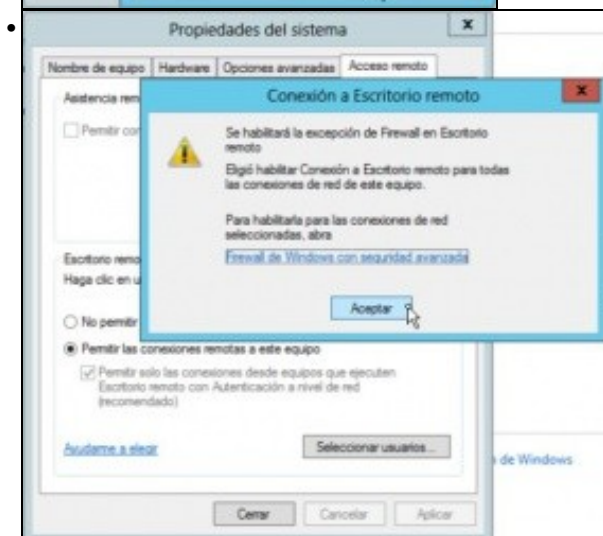 Propiedades del sistema
Nombre de equipo Hardware Opciones avanzadas Acceso remoto
Asistencia rem
Permitir con
Conexión a Escritorio remoto
Se habilitará la excepción de Firewall en Escritorio
remoto
Eligió habilitar Conexión a Escritorio remoto para todas
las conexiones de red de este equipo.
Para habilitarla para las conexiones de red
seleccionadas, abra
Firewall de Windows con seguridad avanzada
Aceptar
Escritorio remo
Haga clic en u
No permitir
Permitir las conexiones remotas a este equipo
Permitir solo las conexiones desde equipos que ejecuten
Escritorio remoto con Autenticación a nivel de red
(recomendado)
Ayudarme a elegir
Seleccionar usuarios...
de Windows
Cerrar Cancelar Aplicar